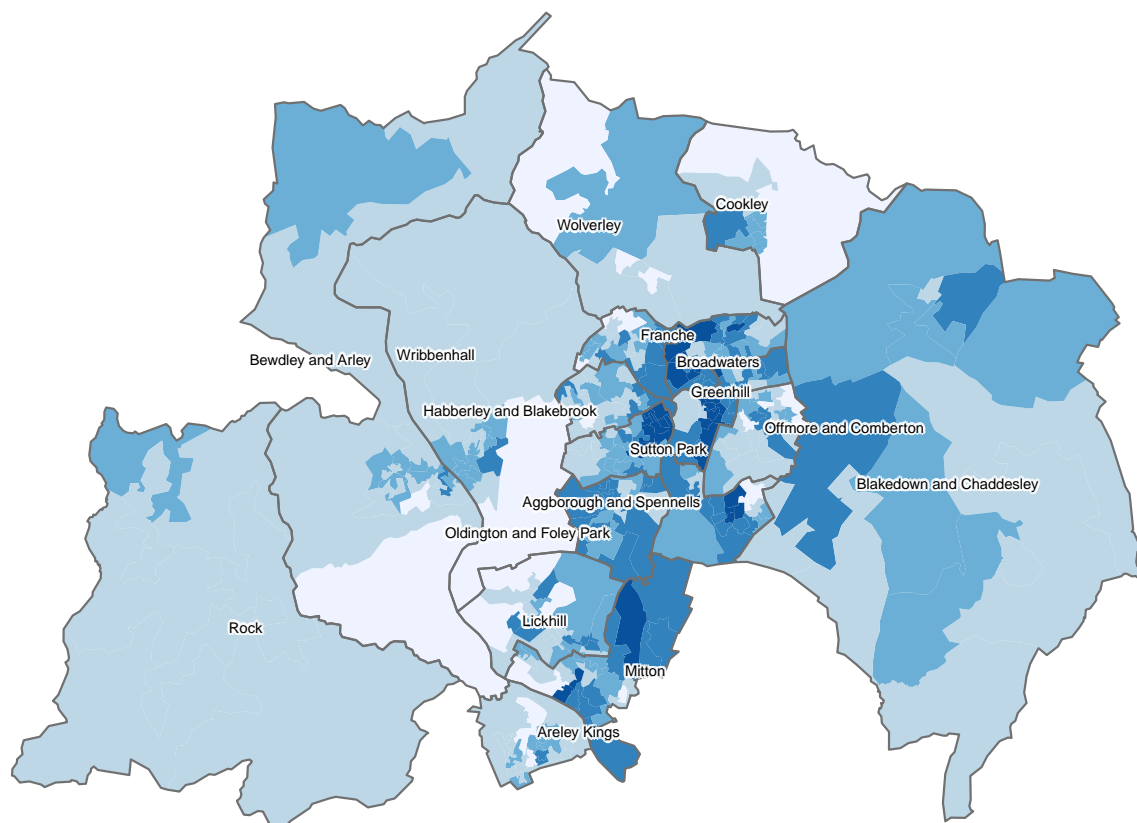 Cookley
Wolverley
Franche
Bewdley and Arley
Wribbenhall
Broadwaters
Greenhill
Habberley and Blakebrook
Offmore and Comberton
Sutton Park
Blakedown and Chaddesley
Aggborough and Spennells
Oldington and Foley Park
Lickhill
Rock
Mitton
Areley Kings